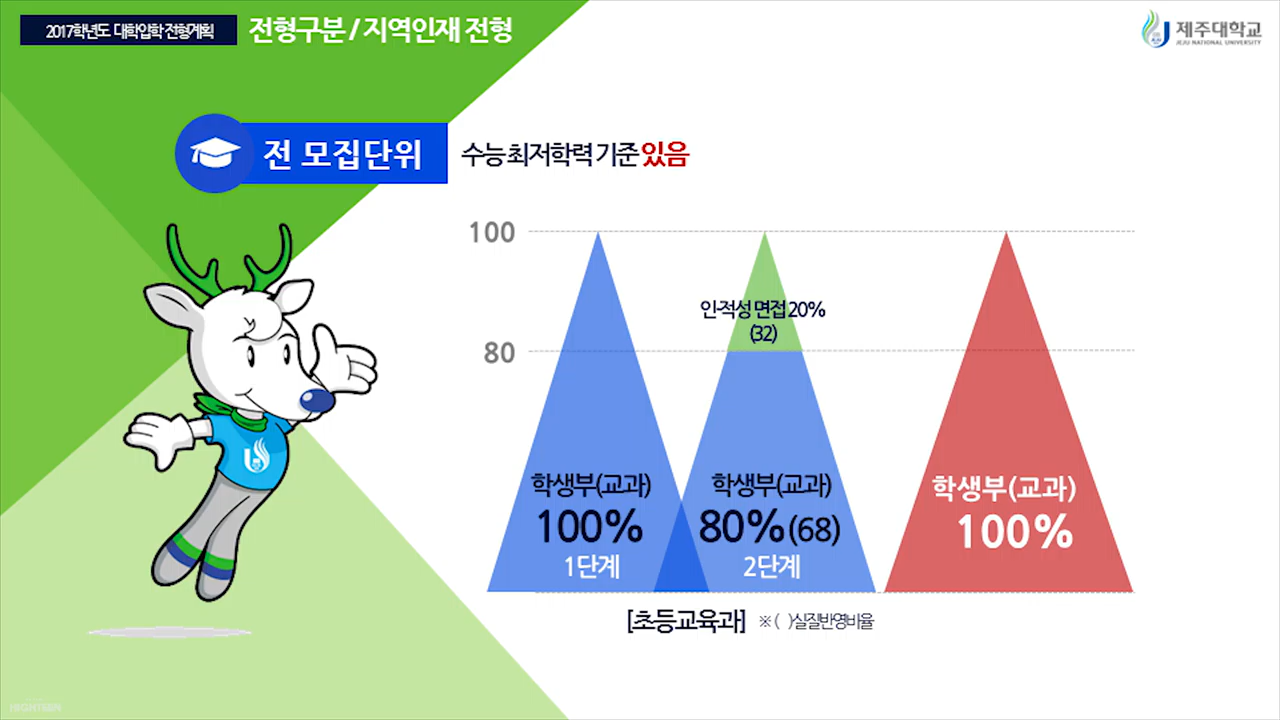 2017학년도 대학입학 전형계획
전형구분 / 지역인재 전형
제주대학교
JEJU NATIONAL UNIVERSITY
전 모집단위
수능 최저학력 기준 있음
100
80
인·적성 면접 20%
(32)
학생부(교과)
100%
1단계
학생부(교과)
80% (68)
2단계
학생부(교과)
100%
[초등교육과] ※ ( )실질반영비율
HIGHTEEN